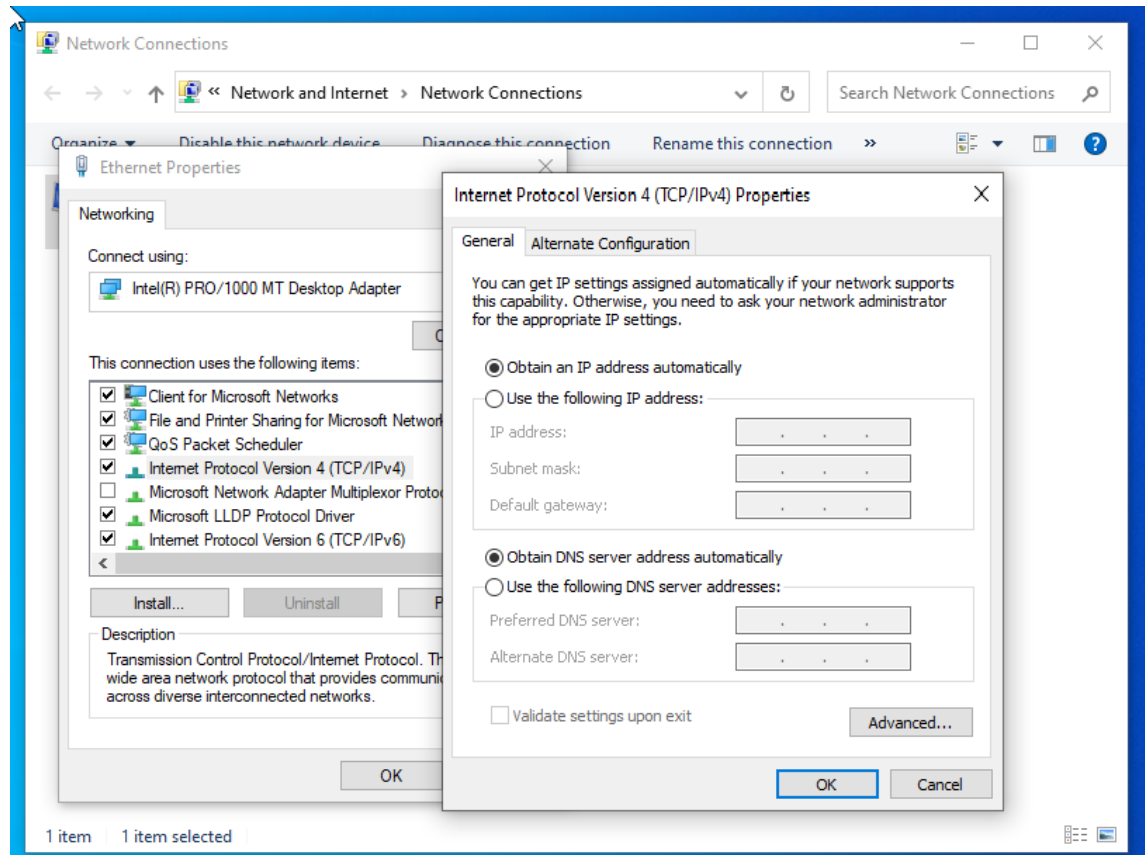 Network Connections
« Network and Internet > Network Connections
Search Network Connections
Organize Disable this network device Diagnose this connection Rename this connection »
Ethernet Properties
Networking
Connect using:
Intel(R) PRO/1000 MT Desktop Adapter
This connection uses the following items:
Client for Microsoft Networks
File and Printer Sharing for Microsoft
QoS Packet Scheduler
Internet Protocol Version 4 (TCP/IPv4)
Microsoft Network Adapter Multiplexor
Microsoft LLDP Protocol Driver
Internet Protocol Version 6 (TCP/IPv6)
Install... Uninstall
Description
Transmission Control Protocol/Internet Protocol.
wide area network protocol that provides
across diverse interconnected networks.
OK
Internet Protocol Version 4 (TCP/IPv4) Properties
General Alternate Configuration
You can get IP settings assigned automatically if your network supports
this capability. Otherwise, you need to ask your network administrator
for the appropriate IP settings.
Obtain an IP address automatically
Use the following IP address:
IP address:
Subnet mask:
Default gateway:
Obtain DNS server address automatically
Use the following DNS server addresses:
Preferred DNS server:
Alternate DNS server:
Validate settings upon exit
Advanced...
OK Cancel
1 item 1 item selected